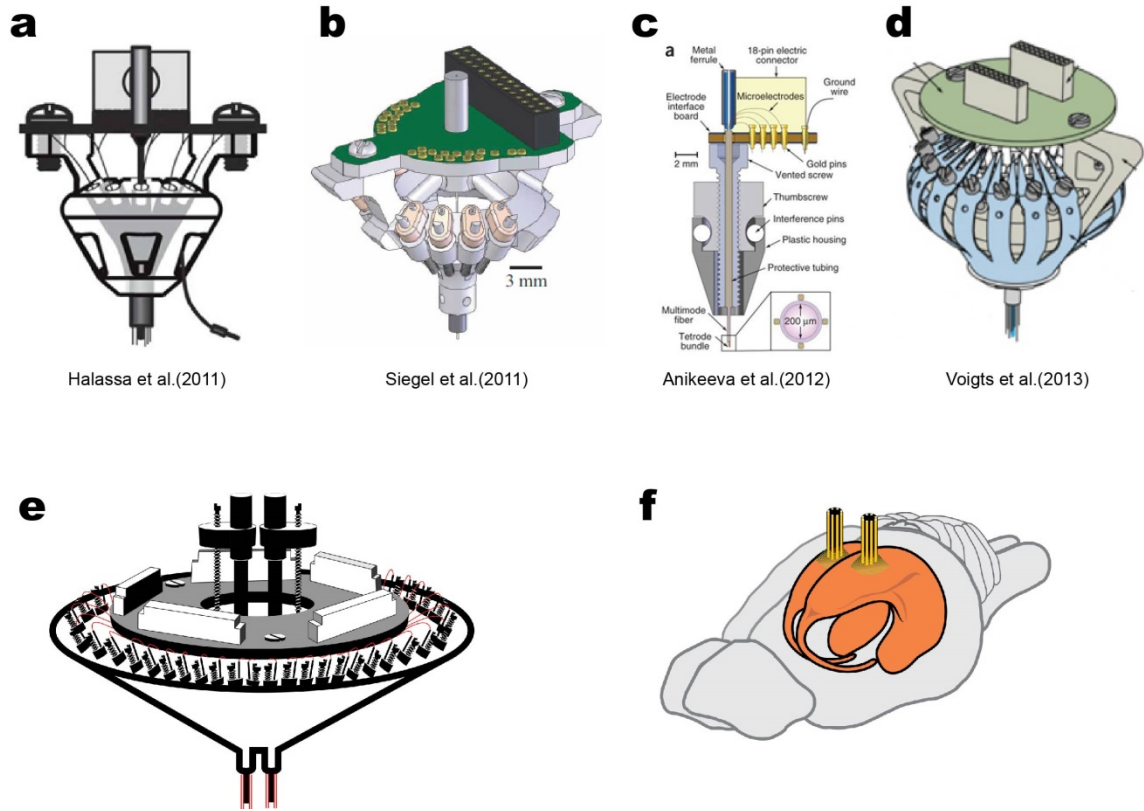 a
b
c
d
a
Metal
ferrule
18-pin electric
connector
Electrode
interface
board
Microelectrodes
Ground
wire
2 mm
Gold pins
Vented screw
Thumbscrew
Interference pins
Plastic housing
Protective tubing
Multimode
fiber
200 μm
Tetrode
bundle
3 mm
Halassa et al.(2011)
Siegel et al.(2011)
Anikeeva et al.(2012)
Voigts et al.(2013)
e
f